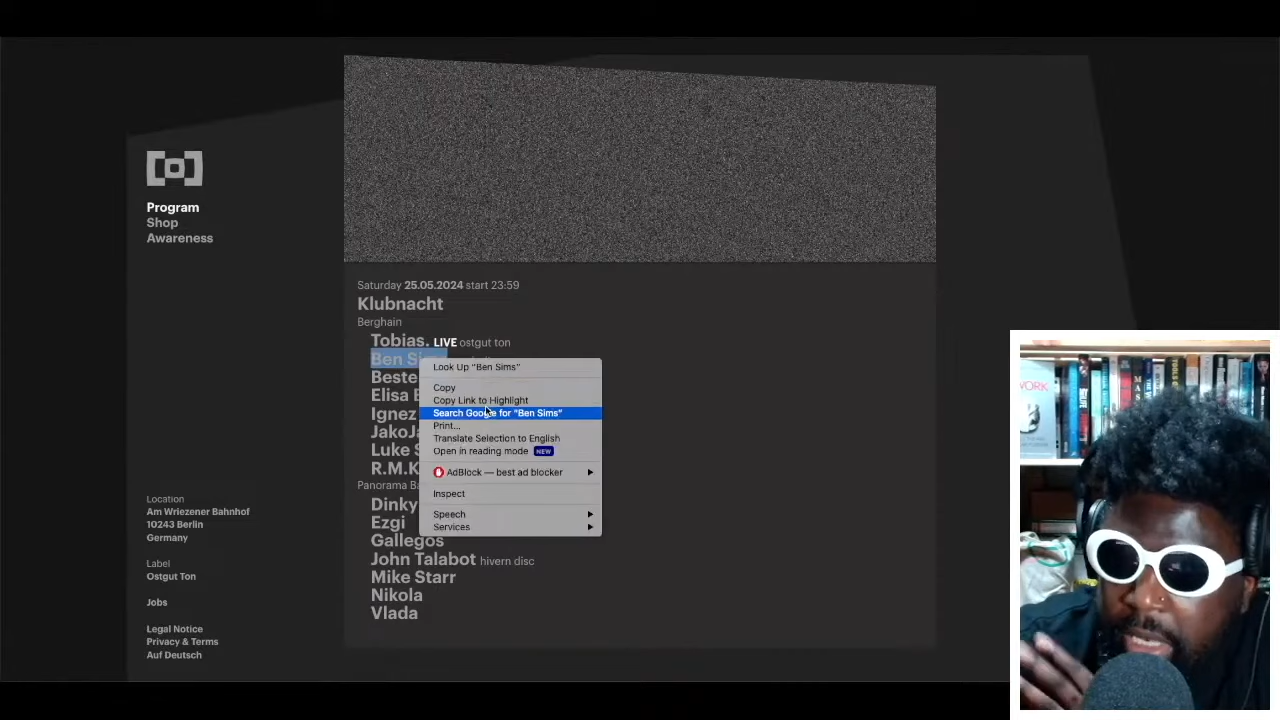 Program
Shop
Awareness
Saturday 25.05.2024 start 23:59
Klubnacht
Berghain
Tobias. LIVE ostgut ton
Ben Sims
Beste
Elisa
Ignez
JakoJa
Luke S
R.M.K
Panorama Ba
Dinky
Ezgi
Gallegos
John Talabot hivern disc
Mike Starr
Nikola
Vlada
Look Up “Ben Sims”
Copy
Copy Link to Highlight
Search Google for “Ben Sims”
Print...
Translate Selection to English
Open in reading mode NEW
AdBlock — best ad blocker
Inspect
Speech
Services
Location
Am Wriezener Bahnhof
10243 Berlin
Germany
Label
Ostgut Ton
Jobs
Legal Notice
Privacy & Terms
Auf Deutsch
WORK